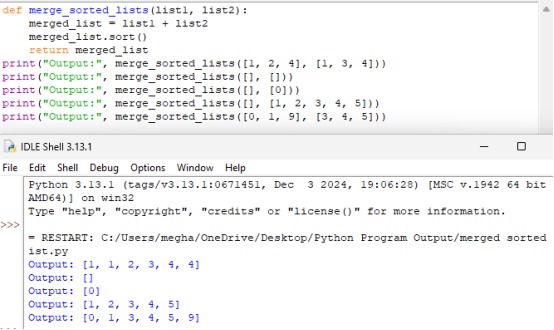 def merge_sorted_lists(list1, list2):
    merged_list = list1 + list2
    merged_list.sort()
    return merged_list
print("Output:", merge_sorted_lists([1, 2, 4], [1, 3, 4]))
print("Output:", merge_sorted_lists([], []))
print("Output:", merge_sorted_lists([], [0]))
print("Output:", merge_sorted_lists([], [1, 2, 3, 4, 5]))
print("Output:", merge_sorted_lists([0, 1, 9], [3, 4, 5]))
IDLE Shell 3.13.1
File Edit Shell Debug Options Window Help
Python 3.13.1 (tags/v3.13.1:0671451, Dec  3 2024, 19:06:28) [MSC v.1942 64 bit
AMD64)] on win32
Type "help", "copyright", "credits" or "license()" for more information.
>>>
= RESTART: C:/Users/megha/OneDrive/Desktop/Python Program Output/merged sorted
ist.py
Output: [1, 1, 2, 3, 4, 4]
Output: []
Output: [0]
Output: [1, 2, 3, 4, 5]
Output: [0, 1, 3, 4, 5, 9]